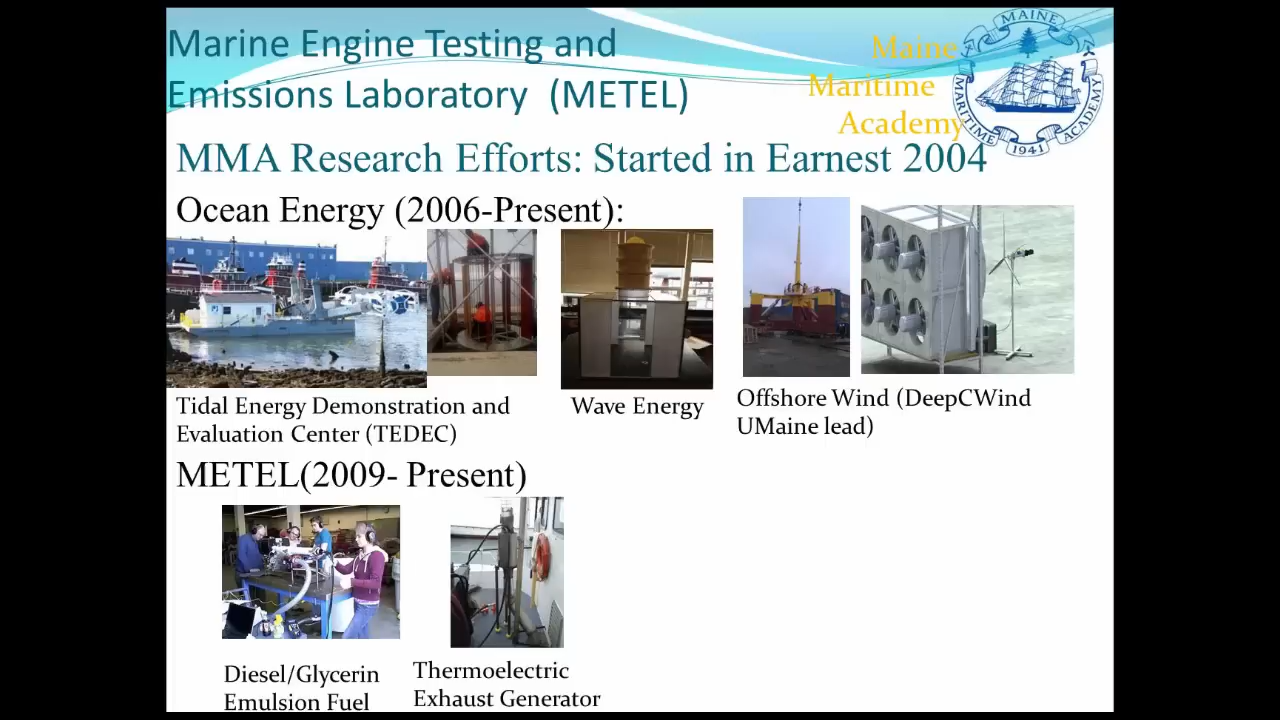 Marine Engine Testing and
Emissions Laboratory (METEL)
Maine
Maritime
Academy
MAINE
MARITIME
ACADEMY
1941
MMA Research Efforts: Started in Earnest 2004
Ocean Energy (2006-Present):
Tidal Energy Demonstration and
Evaluation Center (TEDEC)
Wave Energy
Offshore Wind (DeepCWind
UMaine lead)
METEL(2009- Present)
Diesel/Glycerin
Emulsion Fuel
Thermoelectric
Exhaust Generator